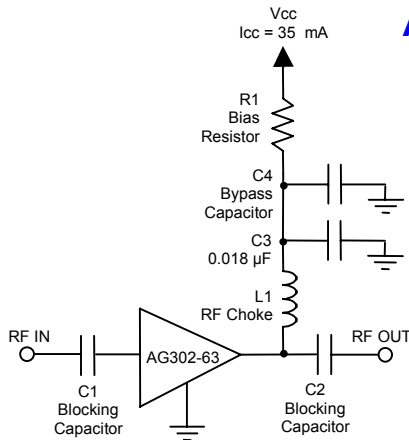 Vcc
Icc = 35 mA
R1
Bias
Resistor
C4
Bypass
Capacitor
C3
0.018 µF
L1
RF Choke
RF IN
AG302-63
RF OUT
C1
Blocking
Capacitor
C2
Blocking
Capacitor